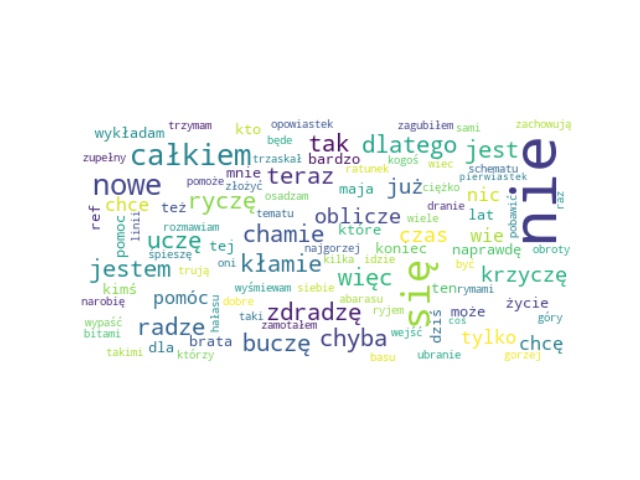 trzymam
opowiastek
zagubiłem
sami
zachowują
wykładam
kto
będe
tak
dlatego
jest
nie
zupełny
całkiem
trzaskał
bardzo
kogoś
wiec
schematu
mnie
teraz
ratunek
pierwiastek
nowe
pomoże
złożyć
maja
już
ciężko
nic
raz
chce
ryczę
osadzam
dranie
pobawić
ref
też
tematu
oblicze
wiele
lat
pomoc
linii
rozmawiam
chamie
które
czas
wie
uczę
tej
najgorzej
koniec
naprawdę
obroty
śpieszę
jestem
trują
oni
kłamie
kilka
idzie
się
być
krzyczę
więc
kimś
wyśmiewam
siebie
ten
rymami
narobię
pomóc
hałasu
dobre
abarasu
życie
zdradzę
ryjem
może
taki
góry
wypaść
radze
zamotałem
dziś
coś
bitami
brata
buczę
chyba
wejść
tylko
chcę
takimi
dla
którzy
basu
ubranie
gorzej